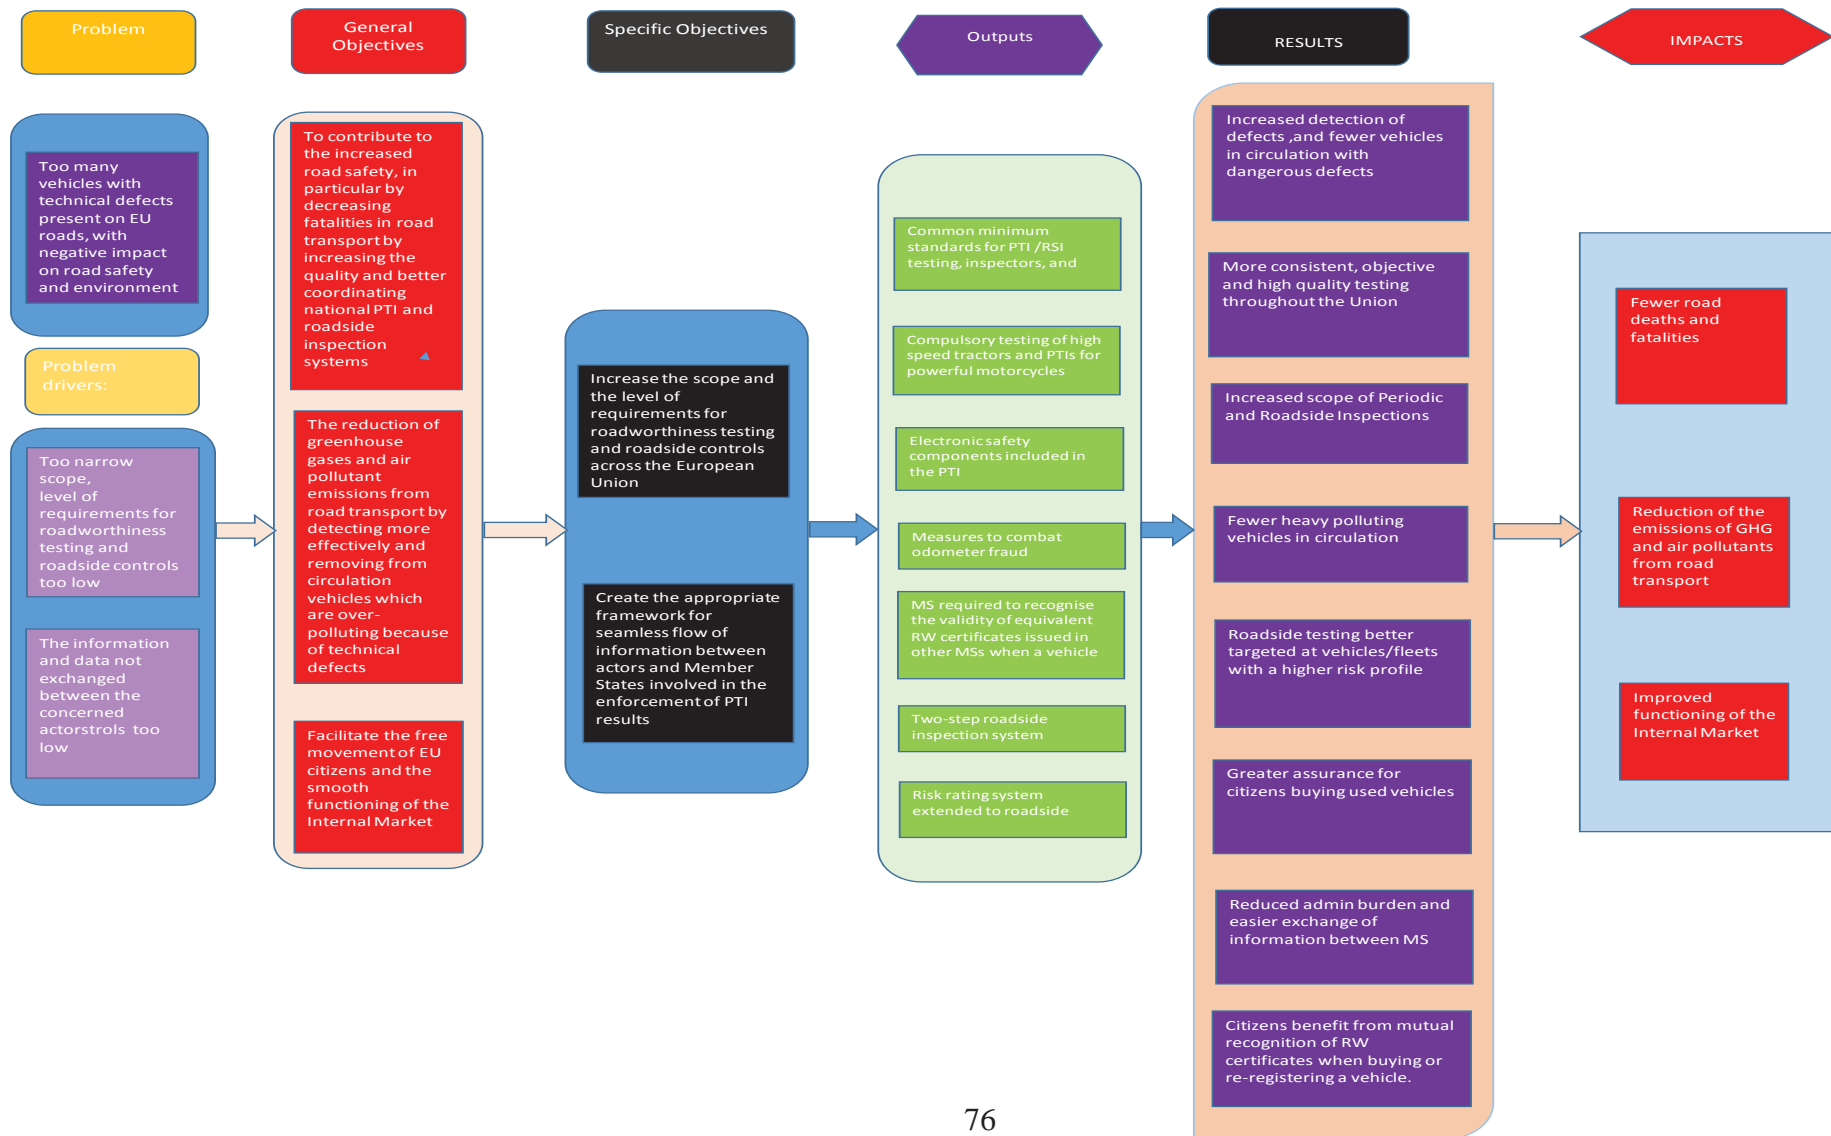 Problem
General
Objectives
Specific Objectives
Outputs
RESULTS
IMPACTS
Too many
vehicles with
technical defects
present on EU
roads, with
negative impact
on road safety
and environment
Problem
drivers:
Too narrow
scope,
level of
requirements for
roadworthiness
testing and
roadside controls
too low
The information
and data not
exchanged
between the
concerned
actorstrols too
low
To contribute to
the increased
road safety, in
particular by
decreasing
fatalities in road
transport by
increasing the
quality and better
coordinating
national PTI and
roadside
inspection
systems
The reduction of
greenhouse
gases and air
pollutant
emissions from
road transport by
detecting more
effectively and
removing from
circulation
vehicles which
are over-
polluting because
of technical
defects
Facilitate the free
movement of EU
citizens and the
smooth
functioning of the
Internal Market
Increase the scope and
the level of
requirements for
roadworthiness testing
and roadside controls
across the European
Union
Create the appropriate
framework for
seamless flow of
information between
actors and Member
States involved in the
enforcement of PTI
results
Common minimum
standards for PTI /RSI
testing, inspectors, and
Compulsory testing of high
speed tractors and PTIs for
powerful motorcycles
Electronic safety
components included in
the PTI
Measures to combat
odometer fraud
MS required to recognise
the validity of equivalent
RW certificates issued in
other MSs when a vehicle
Two-step roadside
inspection system
Risk rating system
extended to roadside
Increased detection of
defects ,and fewer vehicles
in circulation with
dangerous defects
More consistent, objective
and high quality testing
throughout the Union
Increased scope of Periodic
and Roadside Inspections
Fewer heavy polluting
vehicles in circulation
Roadside testing better
targeted at vehicles/fleets
with a higher risk profile
Greater assurance for
citizens buying used vehicles
Reduced admin burden and
easier exchange of
information between MS
Citizens benefit from mutual
recognition of RW
certificates when buying or
re-registering a vehicle.
Fewer road
deaths and
fatalities
Reduction of the
emissions of GHG
and air pollutants
from road
transport
Improved
functioning of the
Internal Market
76